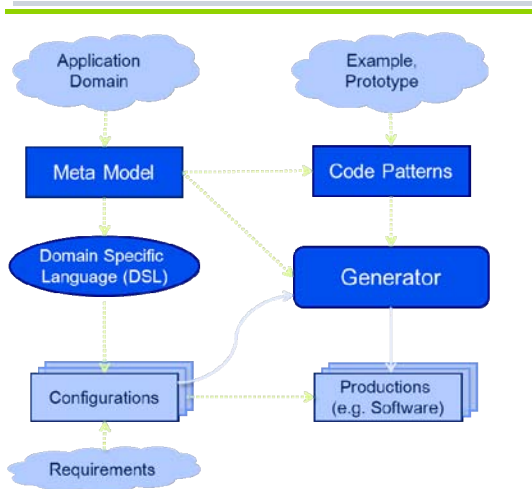 Application
Domain
Example,
Prototype
Meta Model
Code Patterns
Domain Specific
Language (DSL)
Generator
Configurations
Productions
(e.g. Software)
Requirements